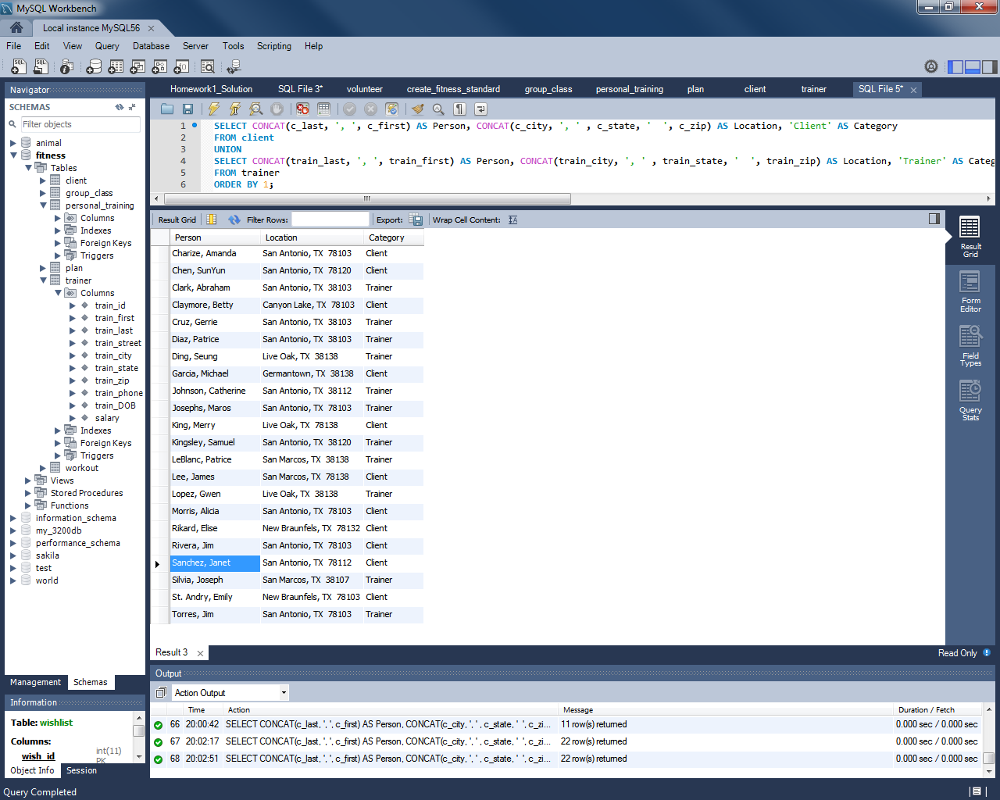 MySQL Workbench
Local instance MySQL56
File Edit View Query Database Server Tools Scripting Help
Navigator
SCHEMAS
Filter objects
animal
fitness
Tables
client
group_class
personal_training
Columns
Indexes
Foreign Keys
Triggers
plan
trainer
Columns
train_id
train_first
train_last
train_street
train_city
train_state
train_zip
train_phone
train_DOB
salary
Indexes
Foreign Keys
Triggers
workout
Views
Stored Procedures
Functions
information_schema
my_3200db
performance_schema
sakila
test
world
Management Schemas
Information
Table: wishlist
Columns:
wish_id int(11)
PK
Object Info Session
Homework1_Solution SQL File 3* volunteer create_fitness_standard group_class personal_training plan client trainer SQL File 5*
1 SELECT CONCAT(c_last, ', ', c_first) AS Person, CONCAT(c_city, ', ' , c_state, '  ', c_zip) AS Location, 'Client' AS Category
2 FROM client
3 UNION
4 SELECT CONCAT(train_last, ', ', train_first) AS Person, CONCAT(train_city, ', ' , train_state, '  ', train_zip) AS Location, 'Trainer' AS Categ
5 FROM trainer
6 ORDER BY 1;
Result Grid Filter Rows: Export: Wrap Cell Content:
Person Location Category
Charize, Amanda San Antonio, TX  78103 Client
Chen, SunYun San Antonio, TX  78120 Client
Clark, Abraham San Antonio, TX  38103 Trainer
Claymore, Betty Canyon Lake, TX  78103 Client
Cruz, Gerrie San Antonio, TX  38103 Trainer
Diaz, Patrice San Antonio, TX  38103 Trainer
Ding, Seung Live Oak, TX  38138 Trainer
Garcia, Michael Germantown, TX  38138 Client
Johnson, Catherine San Antonio, TX  38112 Trainer
Josephs, Maros San Antonio, TX  78103 Trainer
King, Merry Live Oak, TX  78138 Client
Kingsley, Samuel San Antonio, TX  38120 Trainer
LeBlanc, Patrice San Marcos, TX  38138 Trainer
Lee, James San Marcos, TX  78138 Client
Lopez, Gwen Live Oak, TX  38138 Trainer
Morris, Alicia San Antonio, TX  78103 Client
Rikard, Elise New Braunfels, TX  78132 Client
Rivera, Jim San Antonio, TX  78103 Client
Sanchez, Janet San Antonio, TX  78112 Client
Silvia, Joseph San Marcos, TX  38107 Trainer
St. Andry, Emily New Braunfels, TX  78103 Client
Torres, Jim San Antonio, TX  78103 Trainer
Result
Grid
Form
Editor
Field
Types
Query
Stats
Result 3
Read Only
Output
Action Output
Time Action Message Duration / Fetch
66 20:00:42 SELECT CONCAT(c_last, ', ', c_first) AS Person, CONCAT(c_city, ', ' , c_state, '  ', c_zi... 11 row(s) returned 0.000 sec / 0.000 sec
67 20:02:17 SELECT CONCAT(c_last, ', ', c_first) AS Person, CONCAT(c_city, ', ' , c_state, '  ', c_zi... 22 row(s) returned 0.000 sec / 0.000 sec
68 20:02:51 SELECT CONCAT(c_last, ', ', c_first) AS Person, CONCAT(c_city, ', ' , c_state, '  ', c_zi... 22 row(s) returned 0.000 sec / 0.000 sec
Query Completed